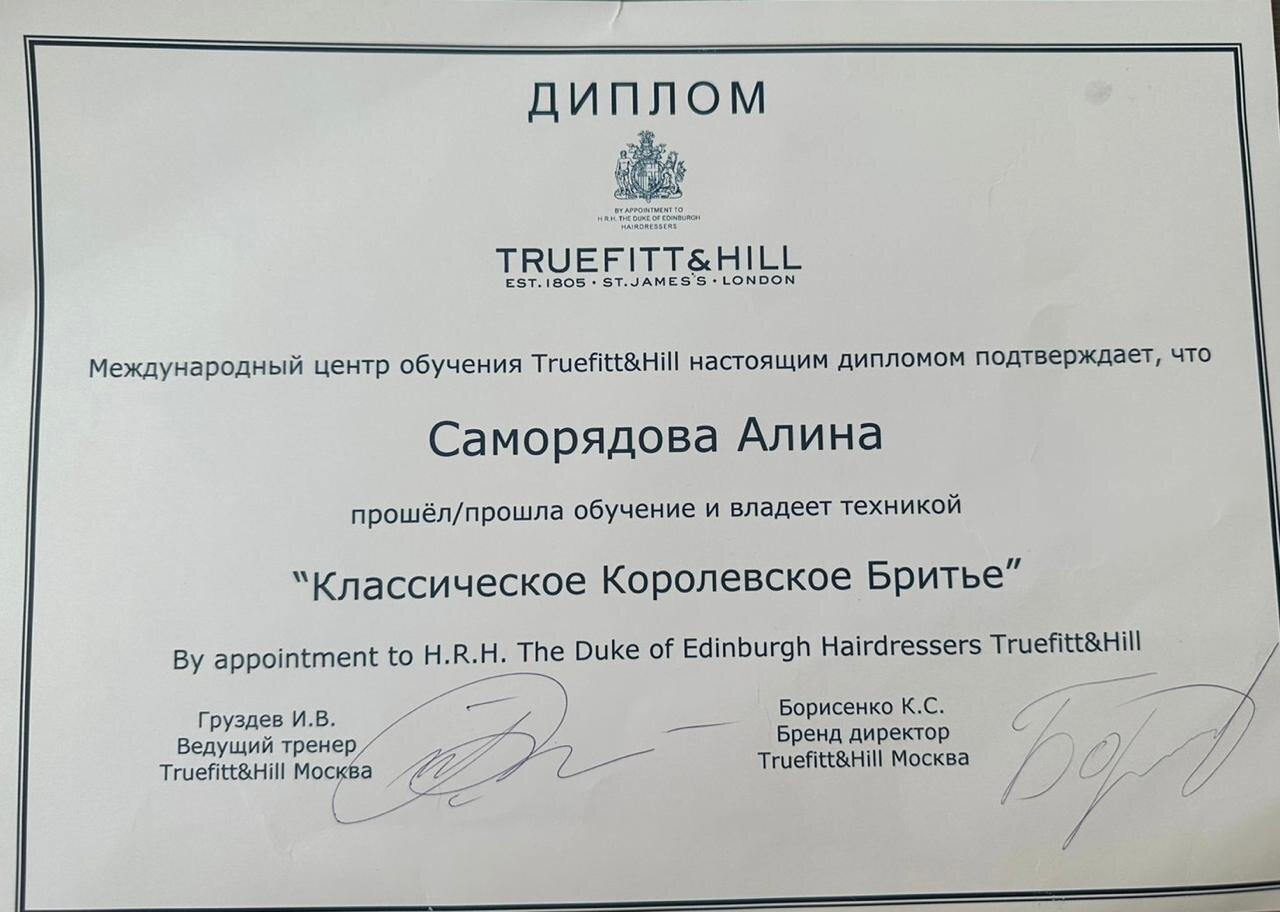 ДИПЛОМ
BY APPOINTMENT TO
H.R.H. THE DUKE OF EDINBURGH
HAIRDRESSERS
TRUEFITT&HILL
EST.1805 · ST.JAMES'S · LONDON
Международный центр обучения Truefitt&Hill настоящим дипломом подтверждает, что
Саморядова Алина
прошёл/прошла обучение и владеет техникой
“Классическое Королевское Бритье”
By appointment to H.R.H. The Duke of Edinburgh Hairdressers Truefitt&Hill
Груздев И.В.
Ведущий тренер
Truefitt&Hill Москва
Борисенко К.С.
Бренд директор
Truefitt&Hill Москва